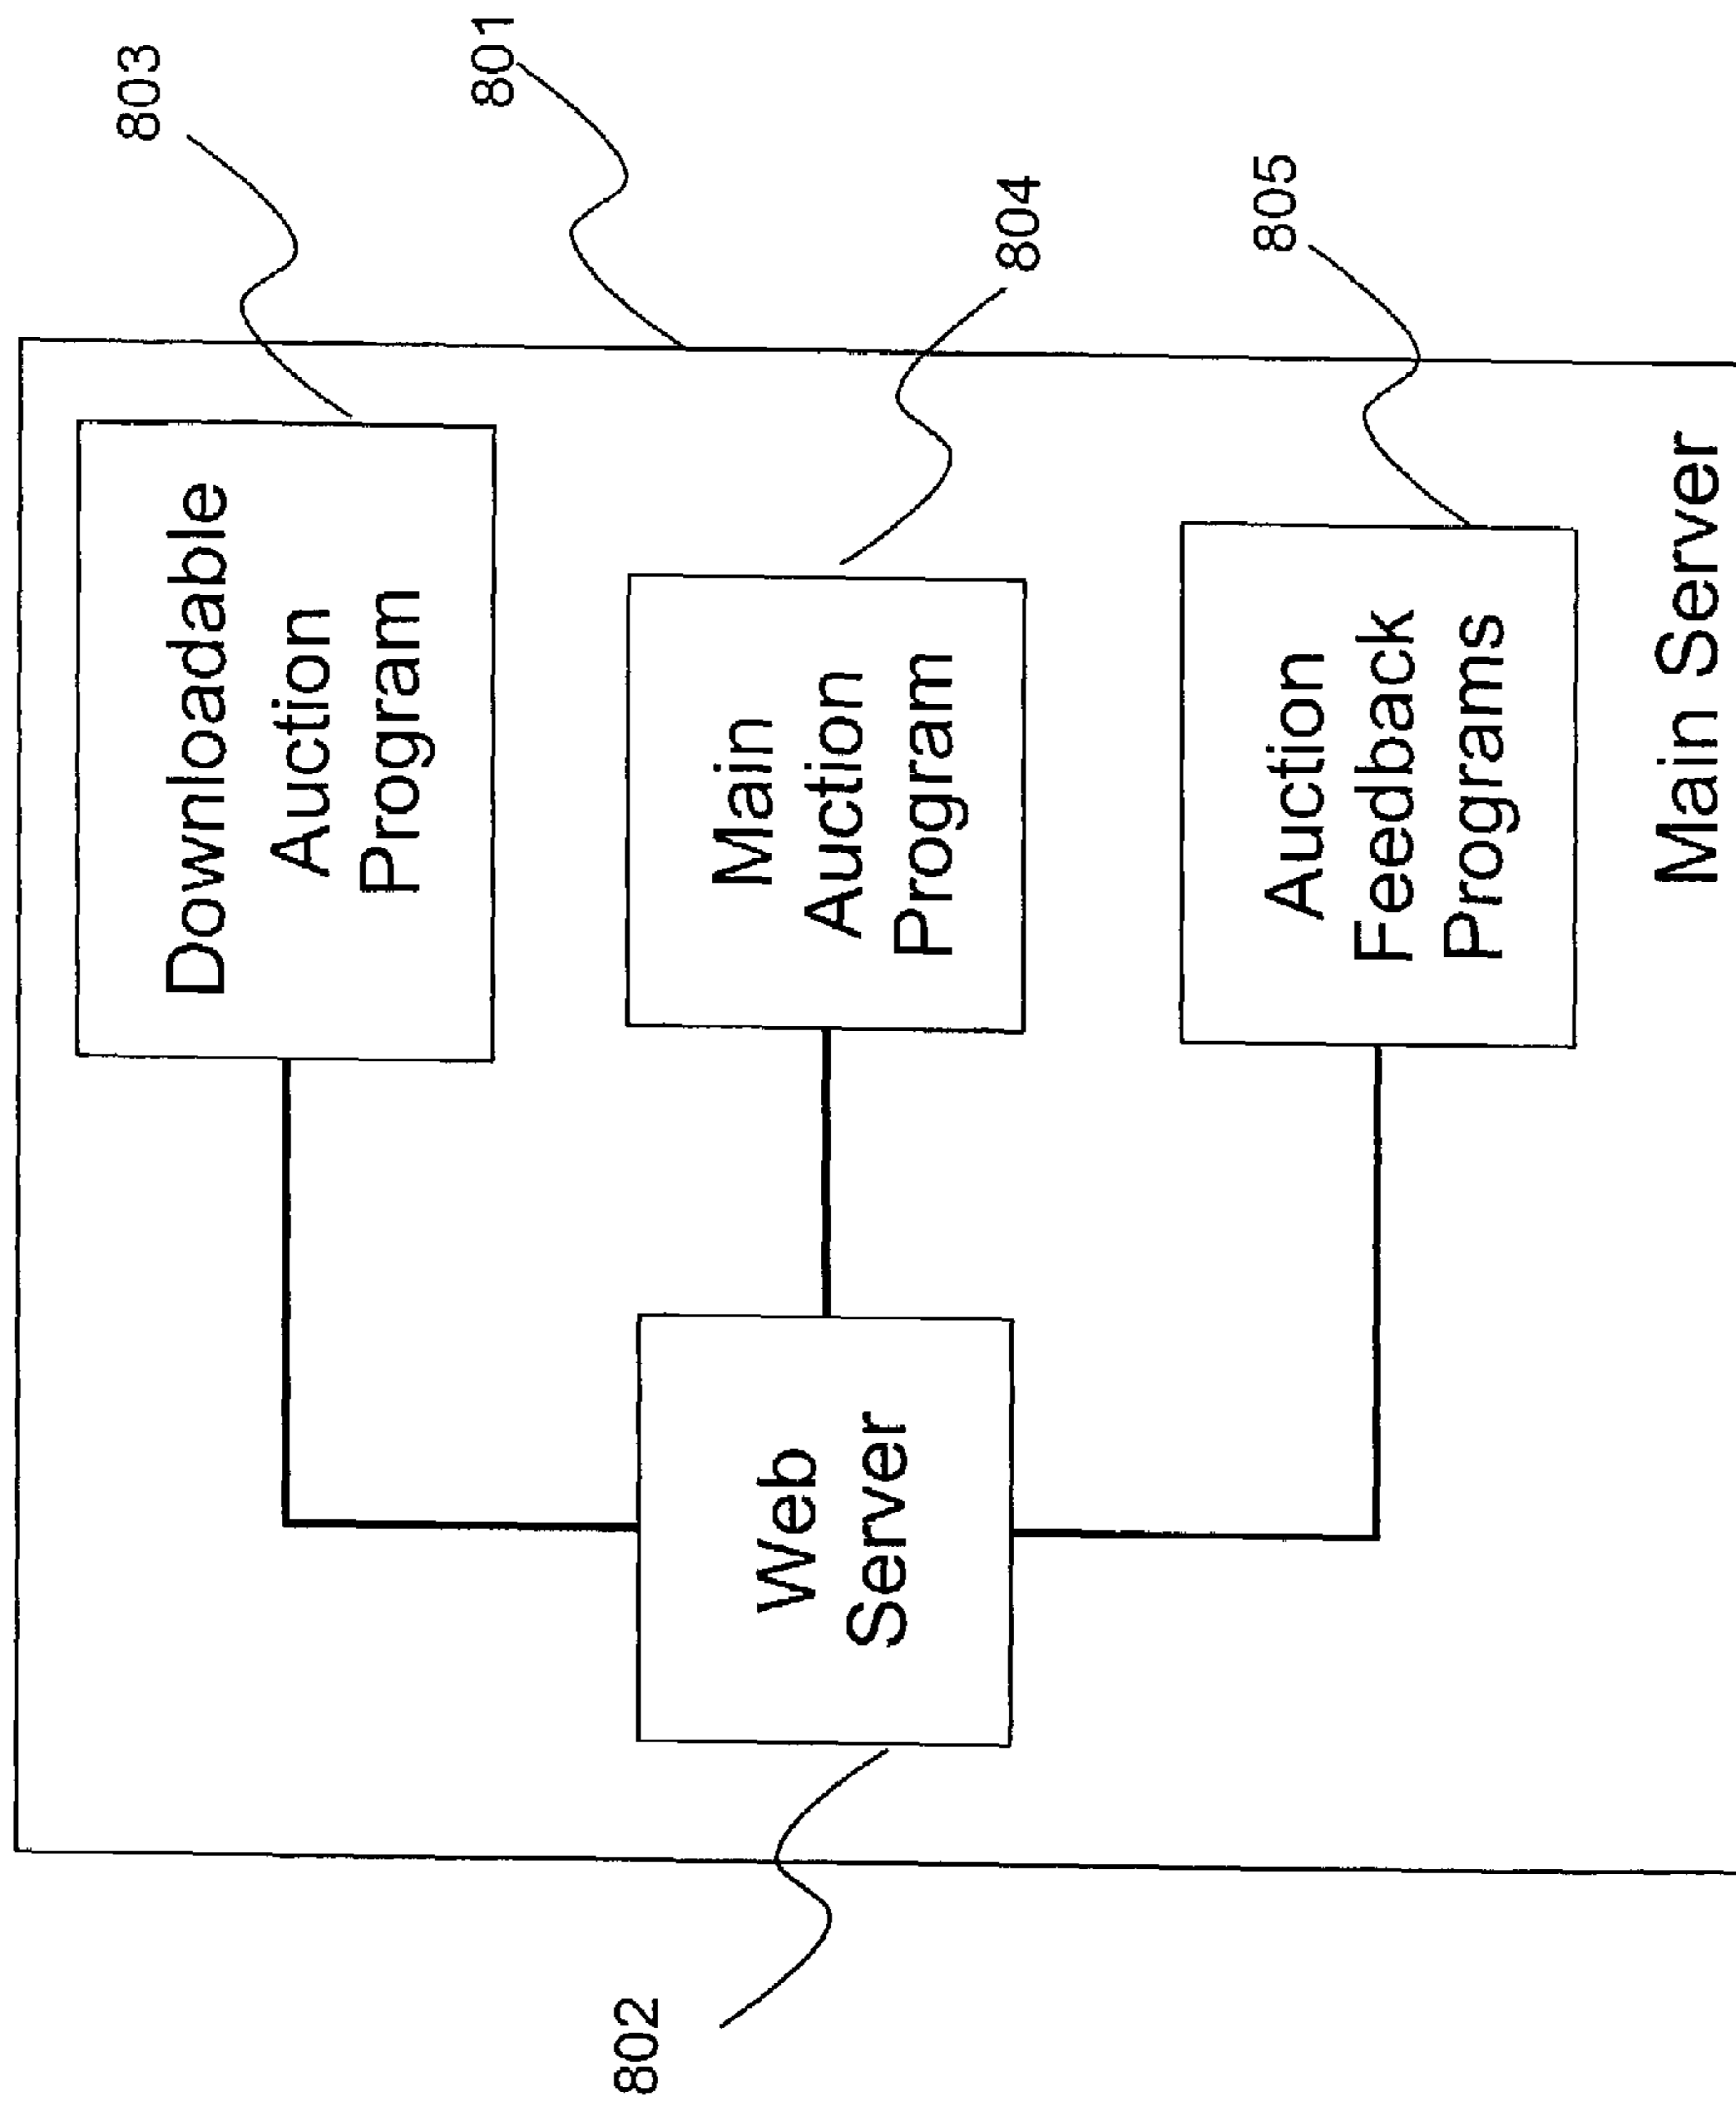 803
801
Downloadable
Auction
Program
804
Main
Auction
Program
805
802
Web
Server
Auction
Feedback
Programs
Main Server